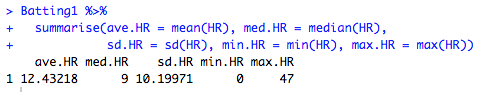 > Batting1 %>%
+   summarise(ave.HR = mean(HR), med.HR = median(HR),
+             sd.HR = sd(HR), min.HR = min(HR), max.HR = max(HR))
    ave.HR med.HR    sd.HR min.HR max.HR
1 12.43218      9 10.19971      0     47